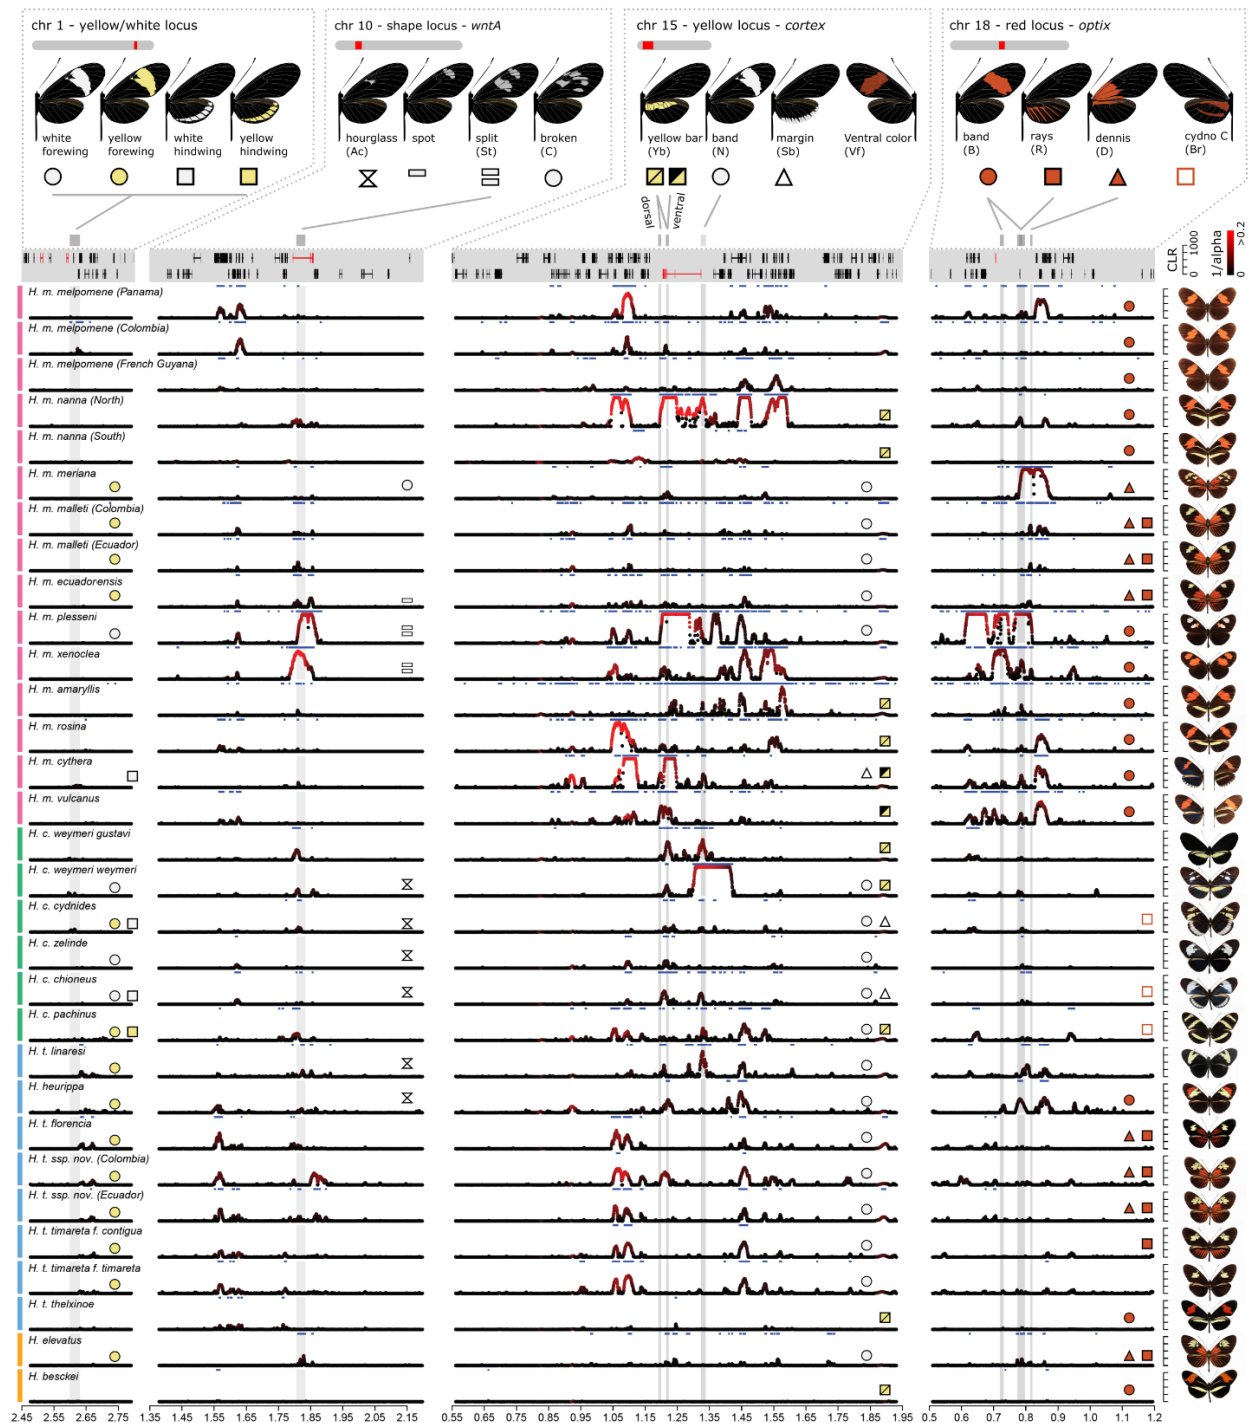 chr 1 - yellow/white locus
chr 10 - shape locus - wntA
chr 15 - yellow locus - cortex
chr 18 - red locus - optix
white forewing
yellow forewing
white hindwing
yellow hindwing
hourglass (Ac)
spot
split (St)
broken (C)
yellow bar (Yb)
band (N)
margin (Sb)
Ventral color (Vf)
band (B)
rays (R)
dennis (D)
cydno C (Br)
dorsal
ventral
CLR
0 1000
1/alpha
>0.2
H. m. melpomene (Panama)
H. m. melpomene (Colombia)
H. m. melpomene (French Guyana)
H. m. nanna (North)
H. m. nanna (South)
H. m. meriana
H. m. malleti (Colombia)
H. m. malleti (Ecuador)
H. m. ecuadorensis
H. m. plesseni
H. m. xenoclea
H. m. amaryllis
H. m. rosina
H. m. cythera
H. m. vulcanus
H. c. weymeri gustavi
H. c. weymeri weymeri
H. c. cydnides
H. c. zelinde
H. c. chioneus
H. c. pachinus
H. t. linaresi
H. heurippa
H. t. florencia
H. t. ssp. nov. (Colombia)
H. t. ssp. nov. (Ecuador)
H. t. timareta f. contigua
H. t. timareta f. timareta
H. t. thelxinoe
H. elevatus
H. besckei
2.45 2.55 2.65 2.75
1.35 1.45 1.55 1.65 1.75 1.85 1.95 2.05 2.15
0.55 0.65 0.75 0.85 0.95 1.05 1.15 1.25 1.35 1.45 1.55 1.65 1.75 1.85 1.95
0.5 0.6 0.7 0.8 0.9 1.0 1.1 1.2